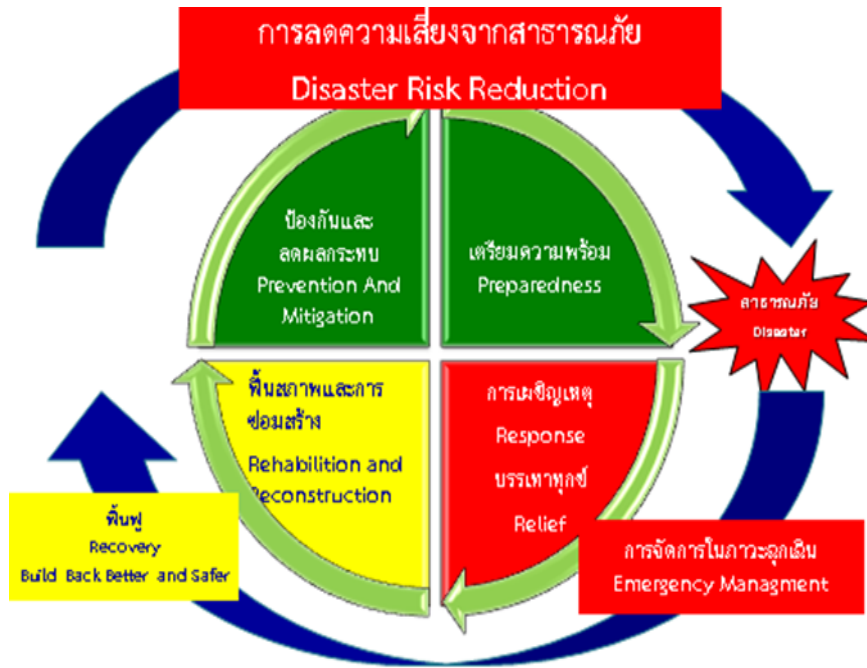 การลดความเสี่ยงจากสาธารณภัย
Disaster Risk Reduction
ป้องกันและ
ลดผลกระทบ
Prevention And
Mitigation
เตรียมความพร้อม
Preparedness
สาธารณภัย
Disaster
ฟื้นสภาพและการ
ซ่อมสร้าง
Rehabilition and
Reconstruction
การเผชิญเหตุ
Response
บรรเทาทุกข์
Relief
ฟื้นฟู
Recovery
Build Back Better and Safer
การจัดการในภาวะฉุกเฉิน
Emergency Managment